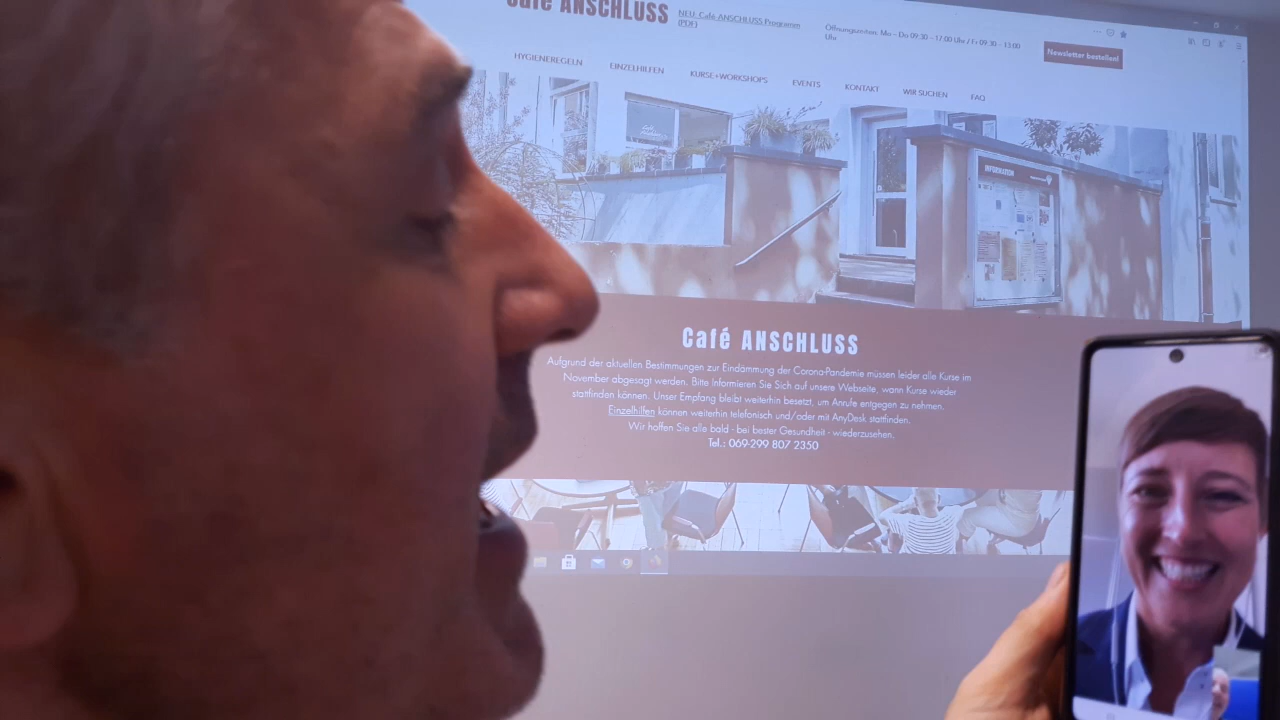 Café ANSCHLUSS
NEU: Café ANSCHLUSS Programm
(PDF)
Öffnungszeiten: Mo – Do 09:30 – 17:00 Uhr / Fr 09:30 – 13:00
Uhr
Newsletter bestellen!
HYGIENEREGELN EINZELHILFEN KURSE+WORKSHOPS EVENTS KONTAKT WIR SUCHEN FAQ
INFORMATION
Café ANSCHLUSS
Aufgrund der aktuellen Bestimmungen zur Eindämmung der Corona-Pandemie müssen leider alle Kurse im
November abgesagt werden. Bitte Informieren Sie Sich auf unsere Webseite, wann Kurse wieder
stattfinden können. Unser Empfang bleibt weiterhin besetzt, um Anrufe entgegen zu nehmen.
Einzelhilfen können weiterhin telefonisch und/oder mit AnyDesk stattfinden.
Wir hoffen Sie alle bald - bei bester Gesundheit - wiederzusehen.
Tel.: 069-299 807 2350